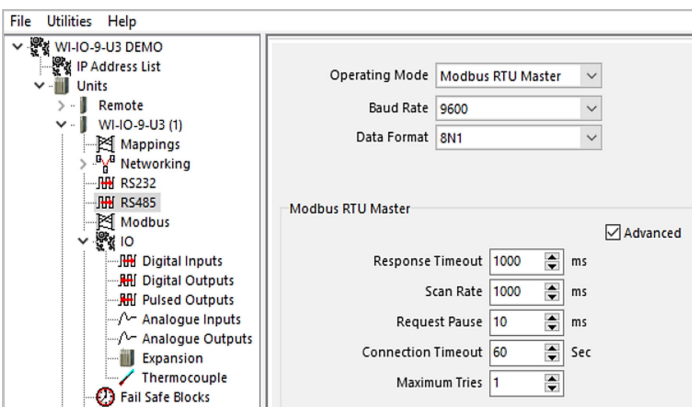 File Utilities Help
WI-IO-9-U3 DEMO
IP Address List
Units
Remote
WI-IO-9-U3 (1)
Mappings
Networking
RS232
RS485
Modbus
IO
Digital Inputs
Digital Outputs
Pulsed Outputs
Analogue Inputs
Analogue Outputs
Expansion
Thermocouple
Fail Safe Blocks
Operating Mode Modbus RTU Master
Baud Rate 9600
Data Format 8N1
Modbus RTU Master
Advanced
Response Timeout 1000 ms
Scan Rate 1000 ms
Request Pause 10 ms
Connection Timeout 60 Sec
Maximum Tries 1